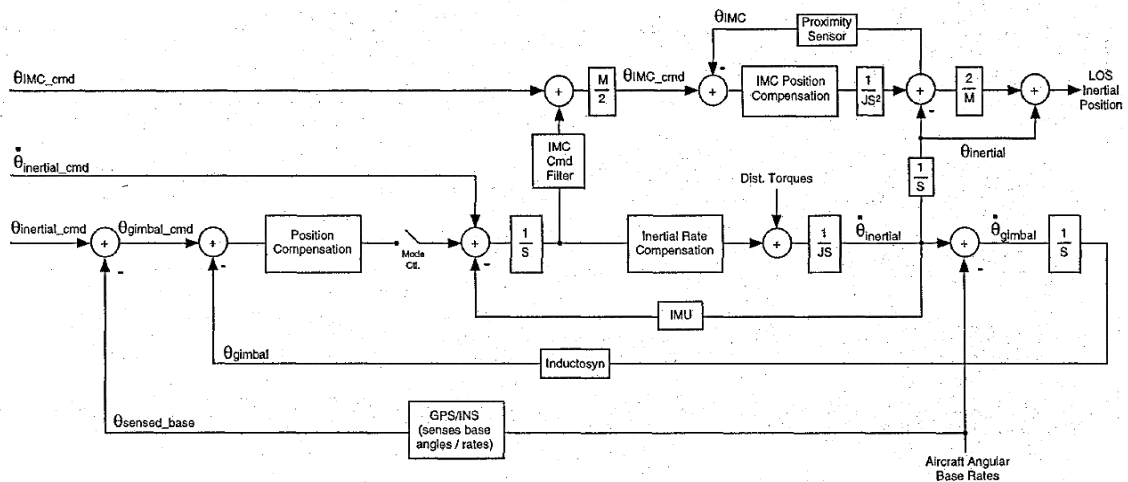 θIMC
Proximity
Sensor
θIMC_cmd
M
2
θIMC_cmd
IMC Position
Compensation
1
JS²
2
M
LOS
Inertial
Position
IMC
Cmd
Filter
θinertial
θ̇inertial_cmd
1
S
Dist. Torques
θinertial_cmd
θgimbal_cmd
Position
Compensation
Mode
Ctl.
1
S
Inertial Rate
Compensation
1
JS
θ̇inertial
θ̇gimbal
1
S
IMU
θgimbal
Inductosyn
θsensed_base
GPS/INS
(senses base
angles / rates)
Aircraft Angular
Base Rates